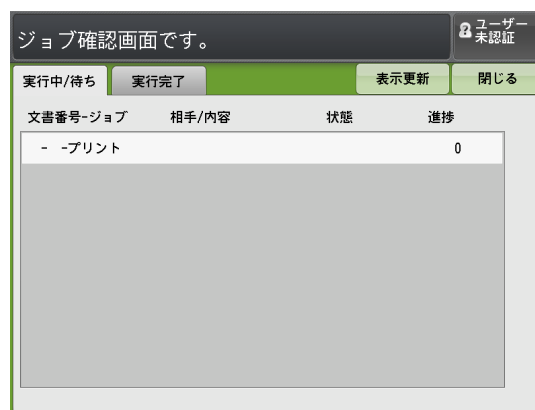 ジョブ確認画面です。
ユーザー
未認証
実行中/待ち 実行完了 表示更新 閉じる
文書番号-ジョブ 相手/内容 状態 進捗
- -プリント 0